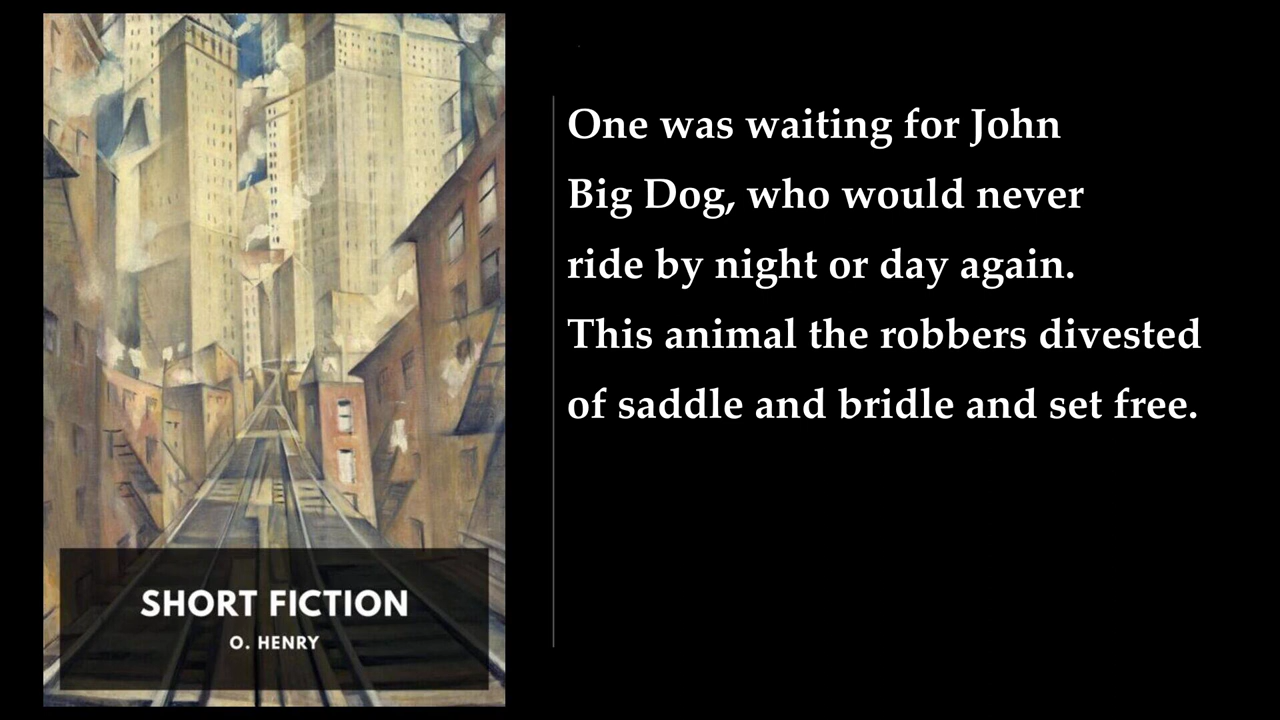 SHORT FICTION
O. HENRY
One was waiting for John
Big Dog, who would never
ride by night or day again.
This animal the robbers divested
of saddle and bridle and set free.